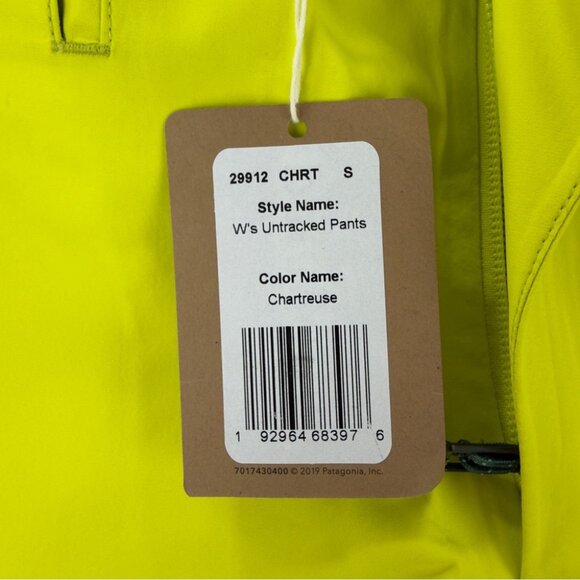 29912 CHRT S
Style Name:
W's Untracked Pants
Color Name:
Chartreuse
1 92964 68397 6
7017430400 © 2019 Patagonia, Inc.